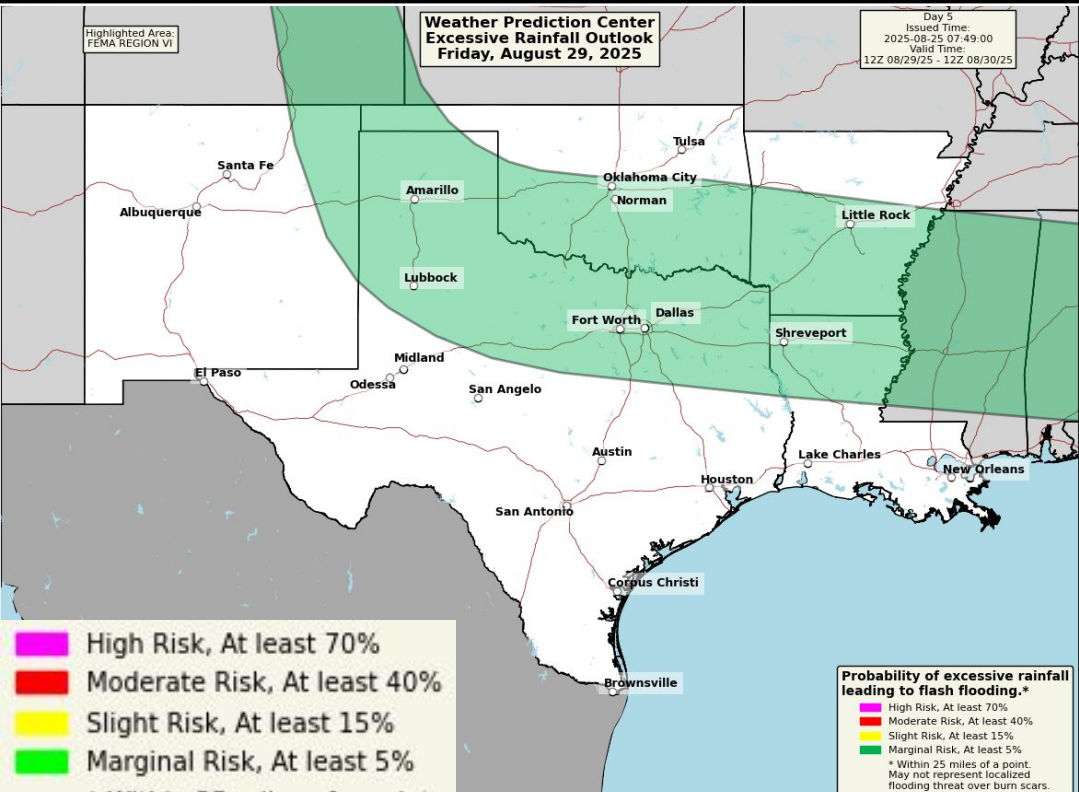 Highlighted Area:
FEMA REGION VI
Weather Prediction Center
Excessive Rainfall Outlook
Friday, August 29, 2025
Day 5
Issued Time:
2025-08-25 07:49:00
Valid Time:
12Z 08/29/25 - 12Z 08/30/25
Tulsa
Santa Fe
Oklahoma City
Amarillo
Norman
Albuquerque
Little Rock
Lubbock
Dallas
Fort Worth
Shreveport
Midland
El Paso
Odessa
San Angelo
Austin
Lake Charles
New Orleans
Houston
San Antonio
Corpus Christi
Brownsville
High Risk, At least 70%
Moderate Risk, At least 40%
Slight Risk, At least 15%
Marginal Risk, At least 5%
Probability of excessive rainfall
leading to flash flooding.*
High Risk, At least 70%
Moderate Risk, At least 40%
Slight Risk, At least 15%
Marginal Risk, At least 5%
* Within 25 miles of a point.
May not represent localized
flooding threat over burn scars.